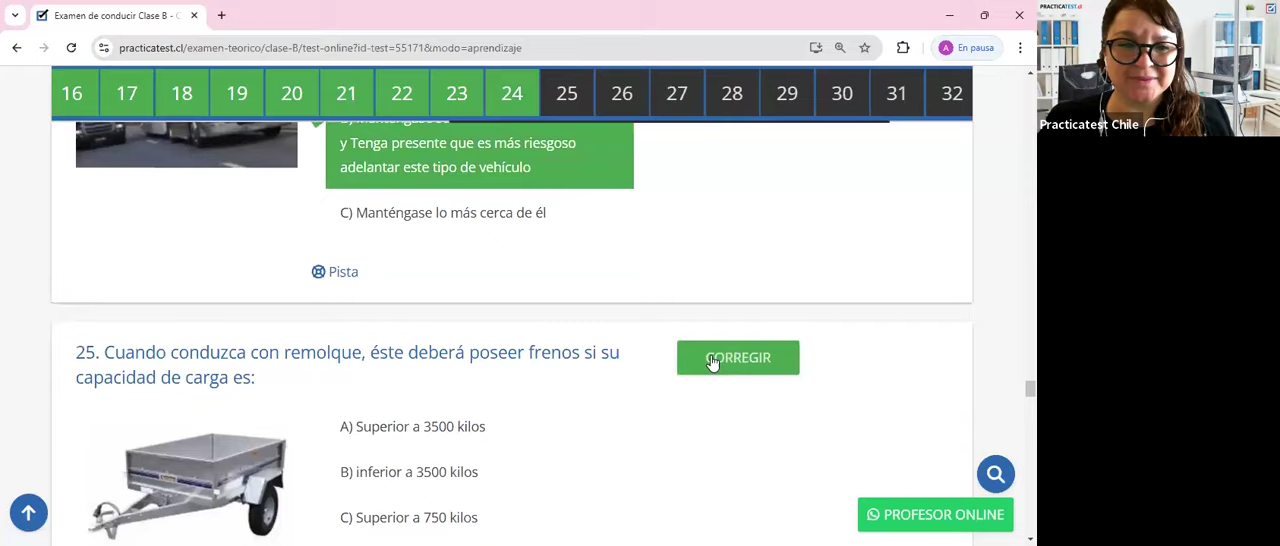 Examen de conducir Clase B - C
practicatest.cl/examen-teorico/clase-B/test-online?id-test=55171&modo=aprendizaje
A
En pausa
PRACTICATEST.cl
Practicatest Chile
16 17 18 19 20 21 22 23 24 25 26 27 28 29 30 31 32
y Tenga presente que es más riesgoso
adelantar este tipo de vehículo
C) Manténgase lo más cerca de él
Pista
25. Cuando conduzca con remolque, éste deberá poseer frenos si su
capacidad de carga es:
CORREGIR
A) Superior a 3500 kilos
B) inferior a 3500 kilos
C) Superior a 750 kilos
PROFESOR ONLINE